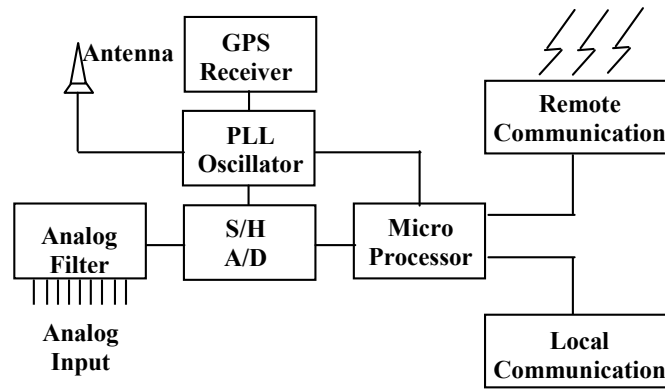 Antenna
GPS
Receiver
PLL
Oscillator
Remote
Communication
Analog
Filter
S/H
A/D
Micro
Processor
Analog
Input
Local
Communication